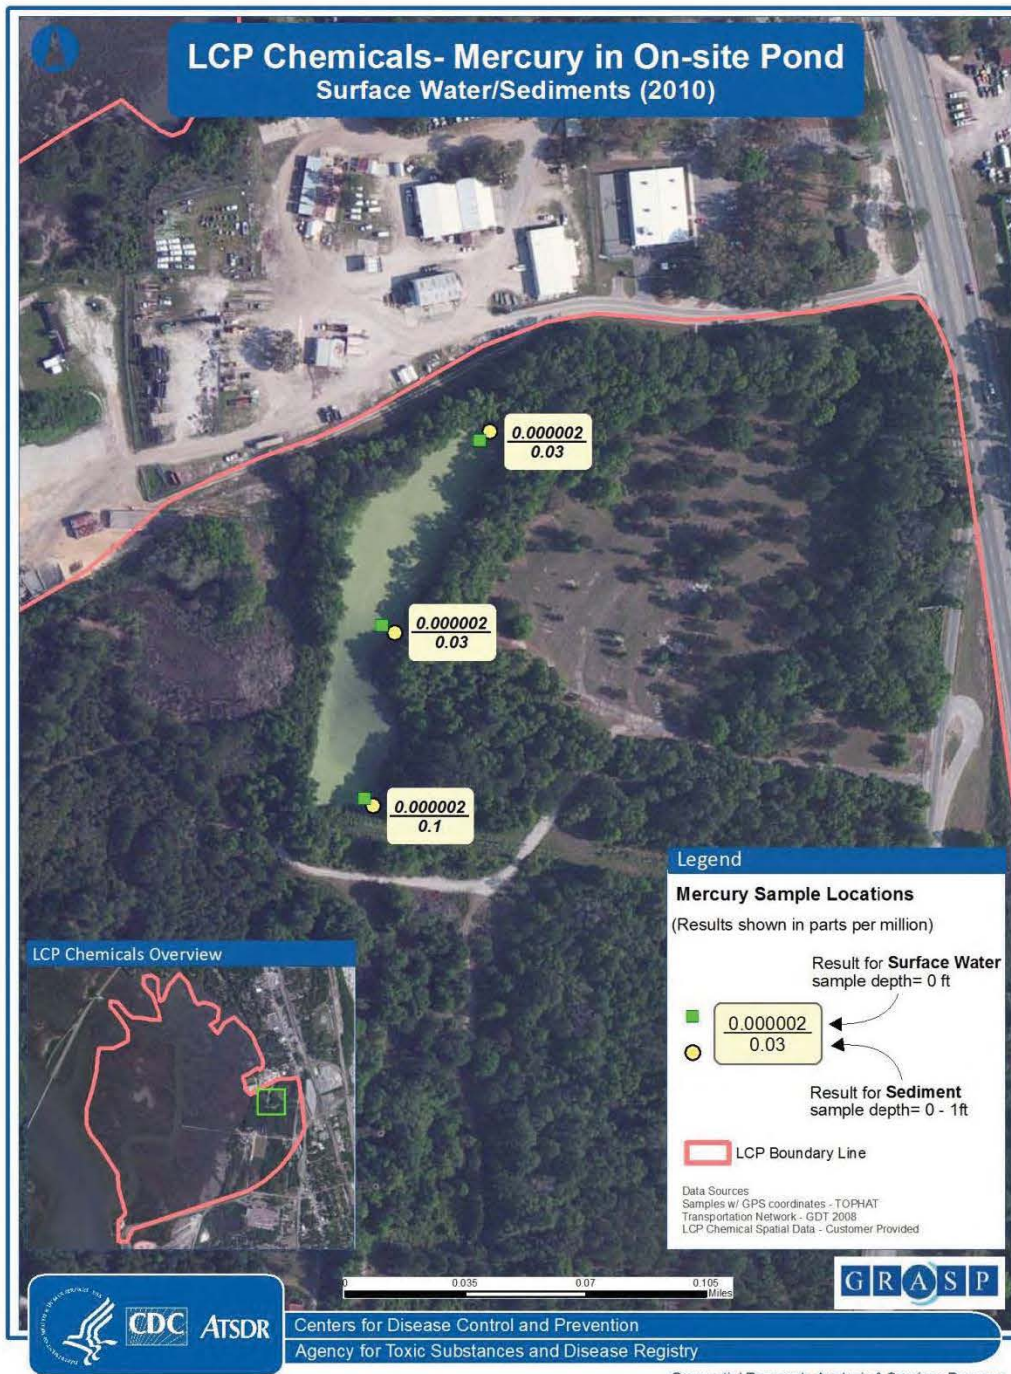 LCP Chemicals- Mercury in On-site Pond
Surface Water/Sediments (2010)
0.000002
0.03
0.000002
0.03
0.000002
0.1
Legend
Mercury Sample Locations
(Results shown in parts per million)
Result for Surface Water
sample depth= 0 ft
0.000002
0.03
Result for Sediment
sample depth= 0 - 1ft
LCP Boundary Line
Data Sources
Samples w/ GPS coordinates - TOPHAT
Transportation Network - GDT 2008
LCP Chemical Spatial Data - Customer Provided
LCP Chemicals Overview
0 0.035 0.07 0.105
Miles
GRASP
CDC ATSDR
Centers for Disease Control and Prevention
Agency for Toxic Substances and Disease Registry